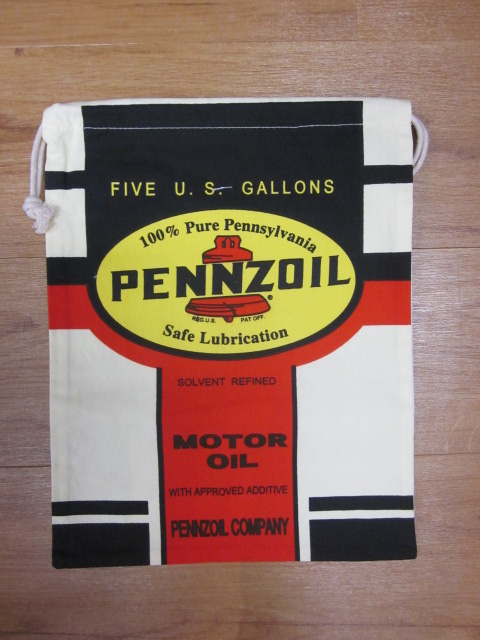 FIVE U.S. GALLONS
100% Pure Pennsylvania
PENNZOIL
®
REG.U.S. PAT OFF.
Safe Lubrication
SOLVENT REFINED
MOTOR
OIL
WITH APPROVED ADDITIVE
PENNZOIL COMPANY